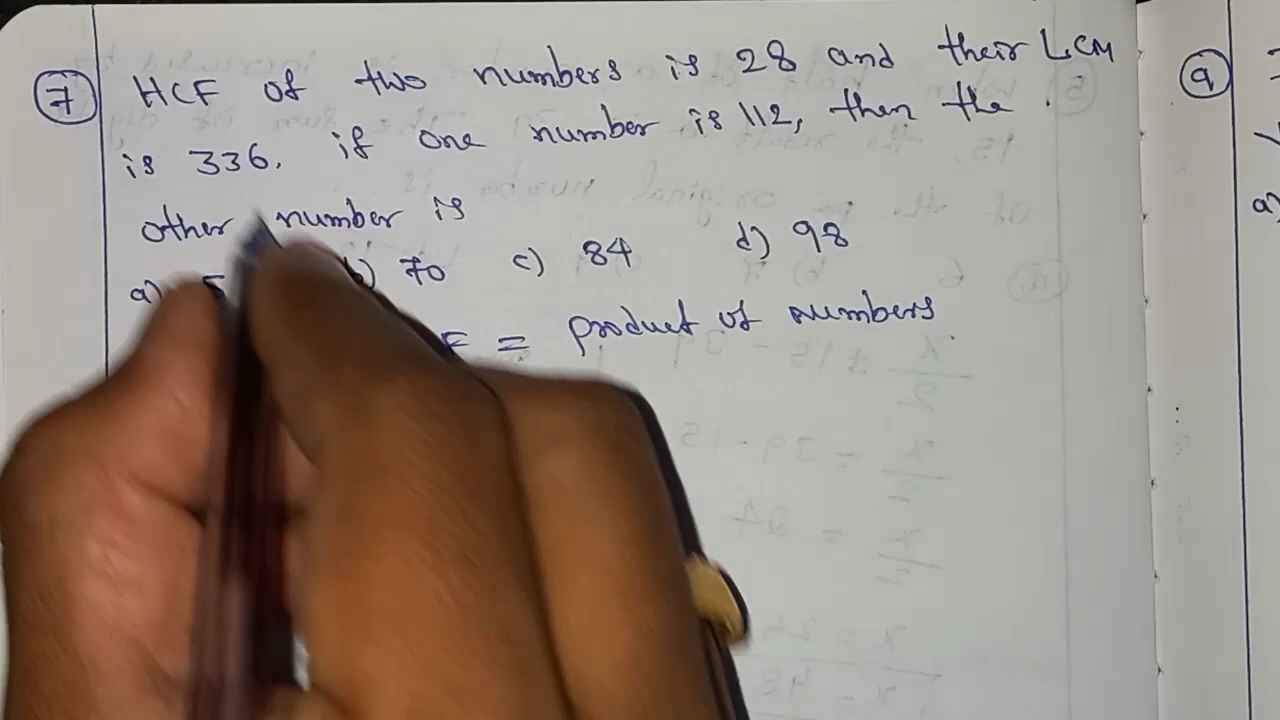 7 HCF of two numbers is 28 and their LCM
is 336. if one number is 112, then the
other number is
a) b) 70 c) 84 d) 98
= product of numbers
9
a)